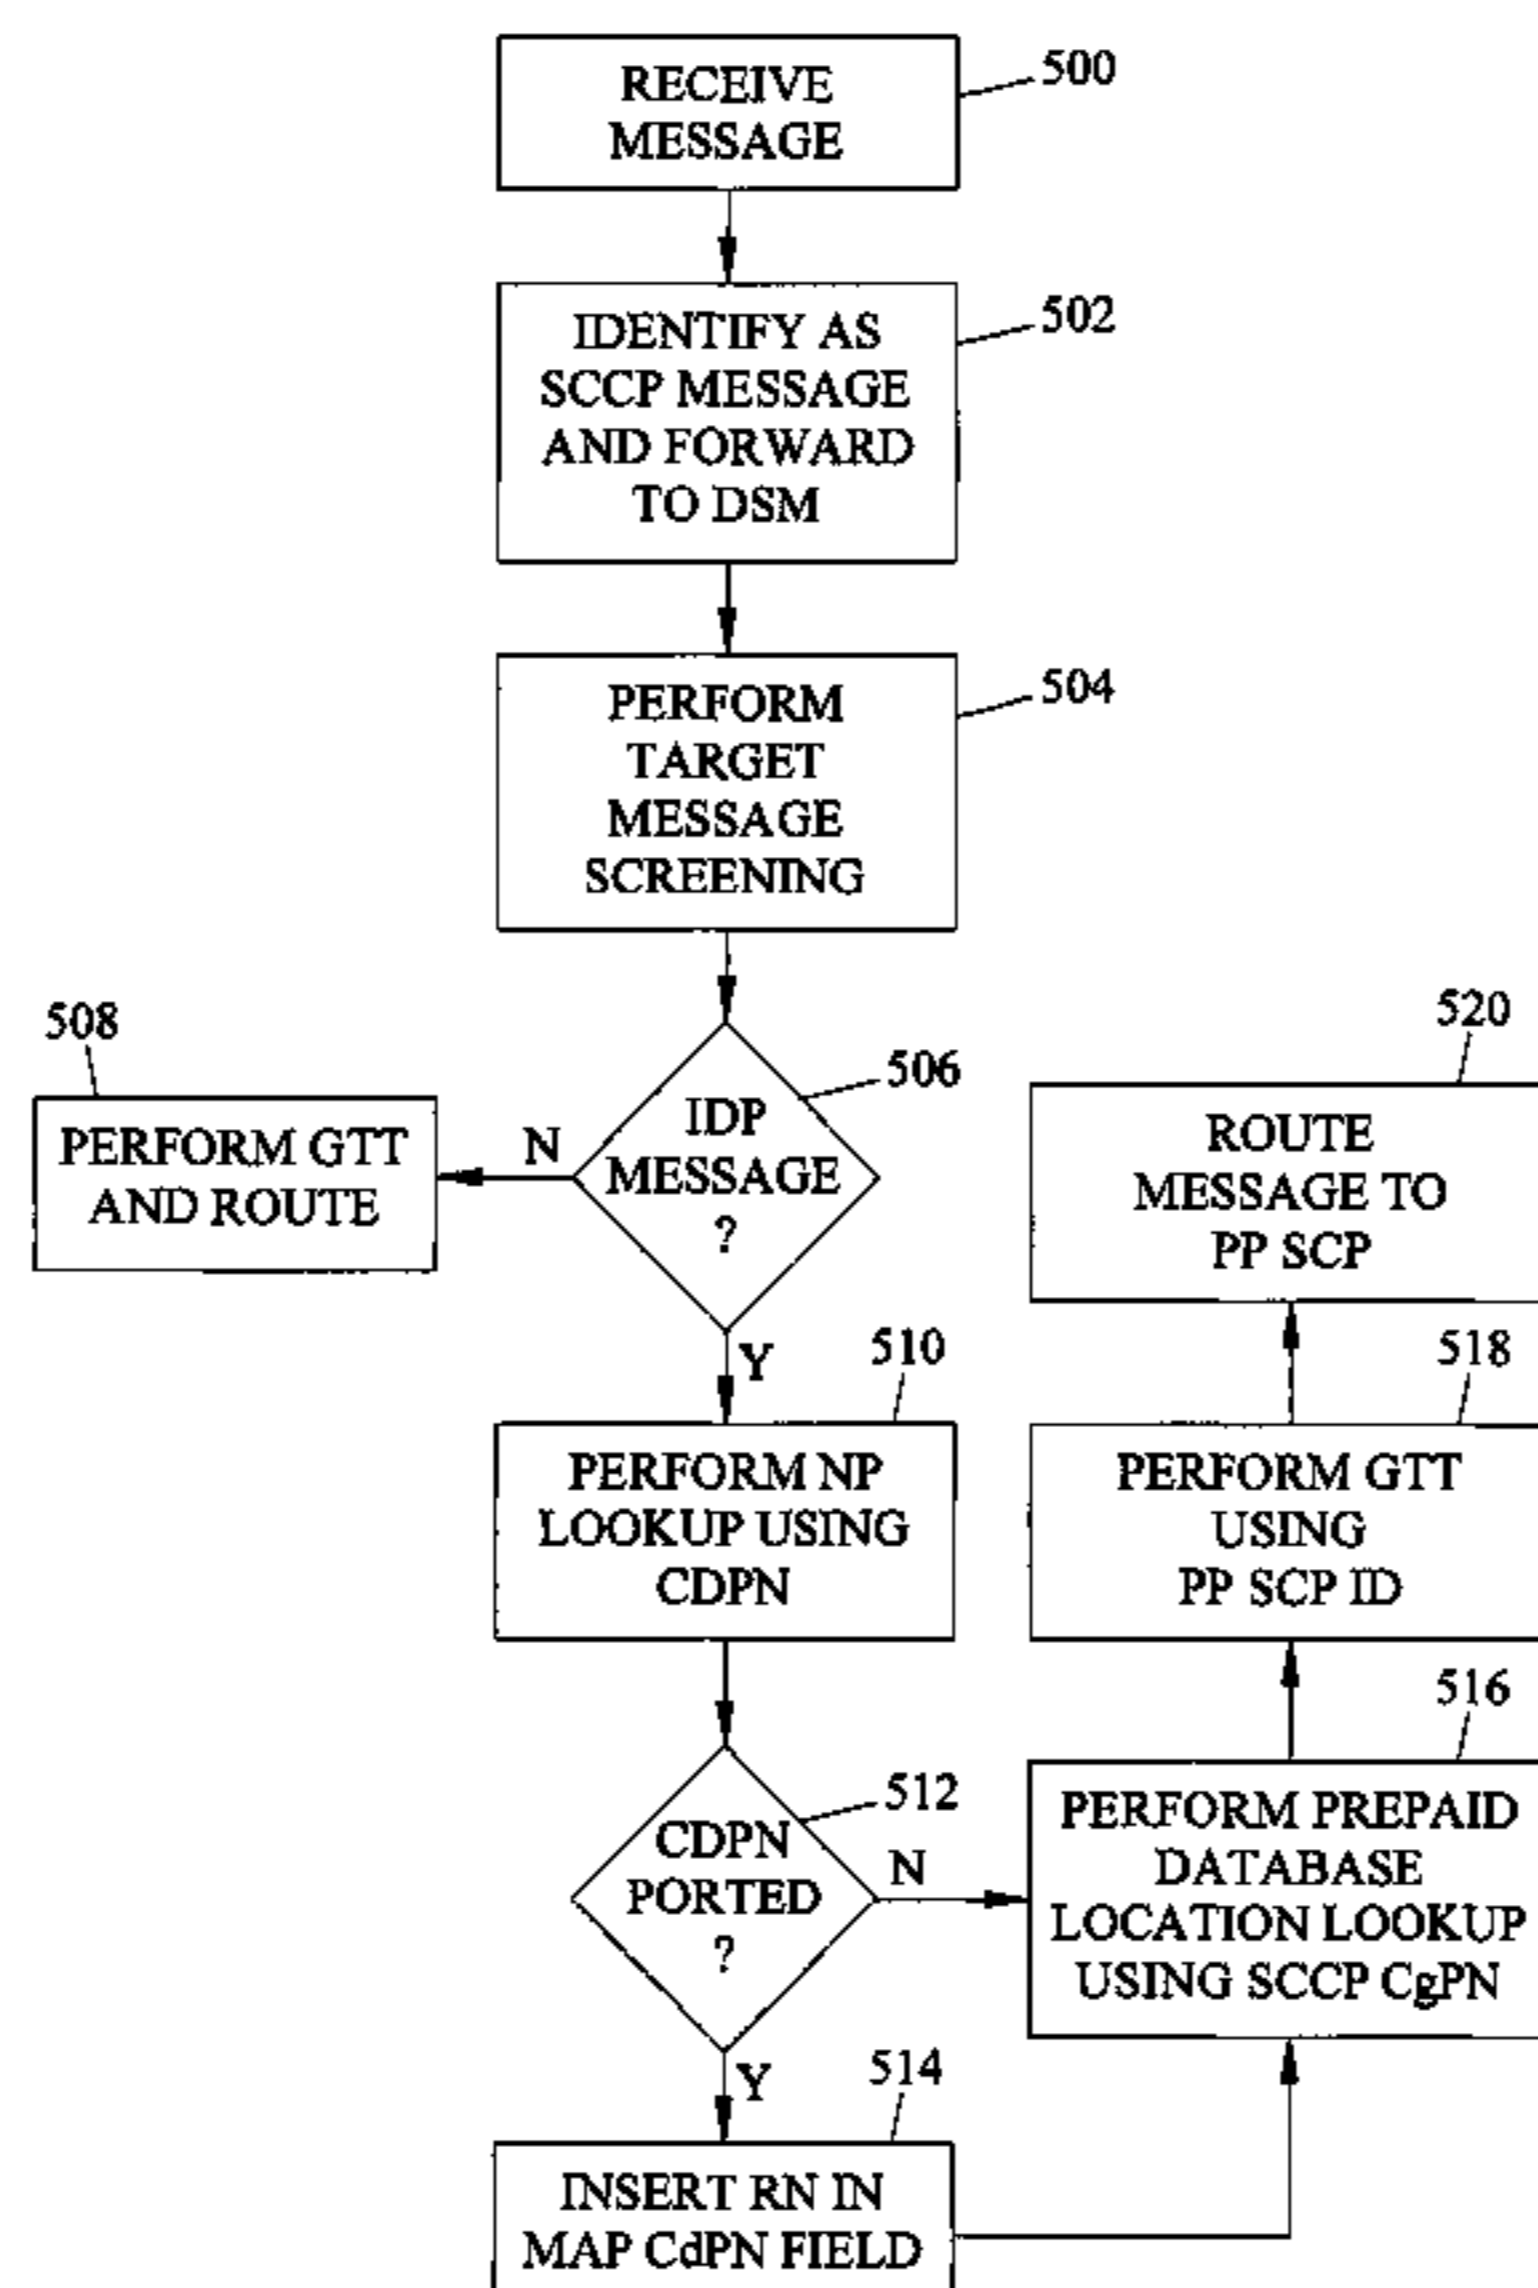 RECEIVE
MESSAGE
500
IDENTIFY AS
SCCP MESSAGE
AND FORWARD
TO DSM
502
PERFORM
TARGET
MESSAGE
SCREENING
504
IDP
MESSAGE
?
506
N
508
PERFORM GTT
AND ROUTE
Y
510
PERFORM NP
LOOKUP USING
CDPN
CDPN
PORTED
?
512
N
Y
514
INSERT RN IN
MAP CdPN FIELD
516
PERFORM PREPAID
DATABASE
LOCATION LOOKUP
USING SCCP CgPN
518
PERFORM GTT
USING
PP SCP ID
520
ROUTE
MESSAGE TO
PP SCP